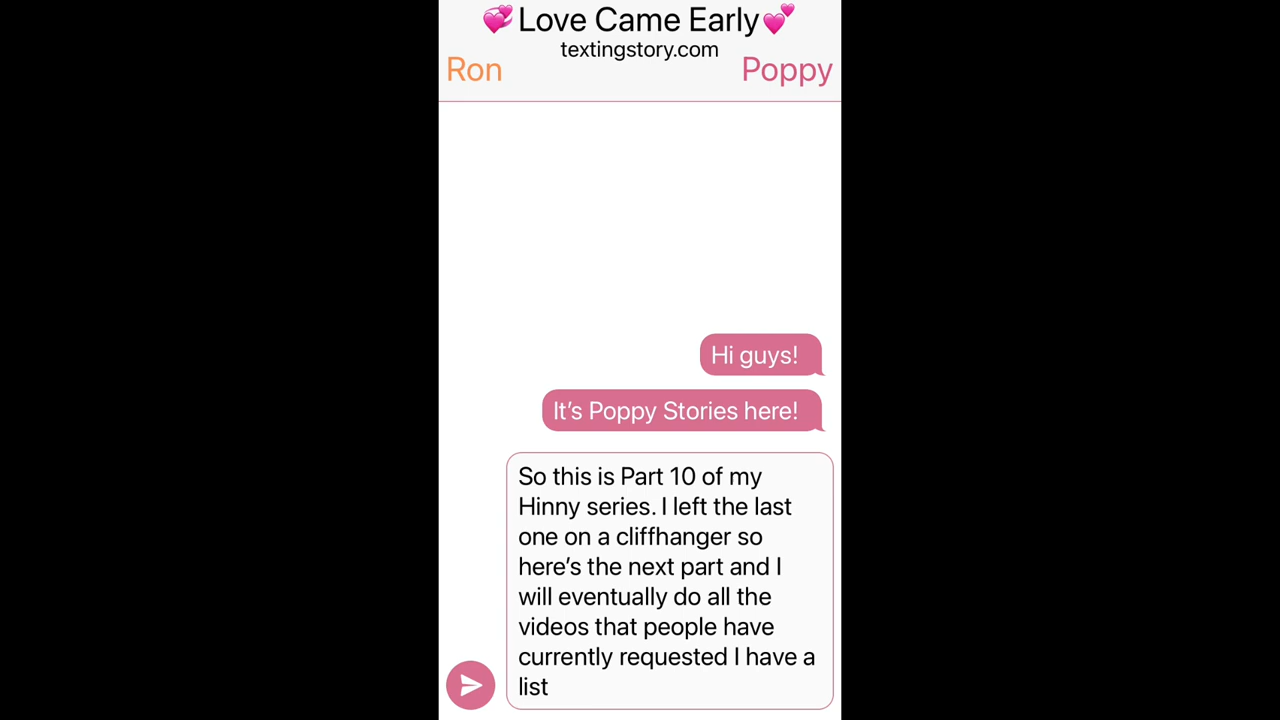 💞Love Came Early💕
textingstory.com
Ron
Poppy
Hi guys!
It’s Poppy Stories here!
So this is Part 10 of my
Hinny series. I left the last
one on a cliffhanger so
here’s the next part and I
will eventually do all the
videos that people have
currently requested I have a
list